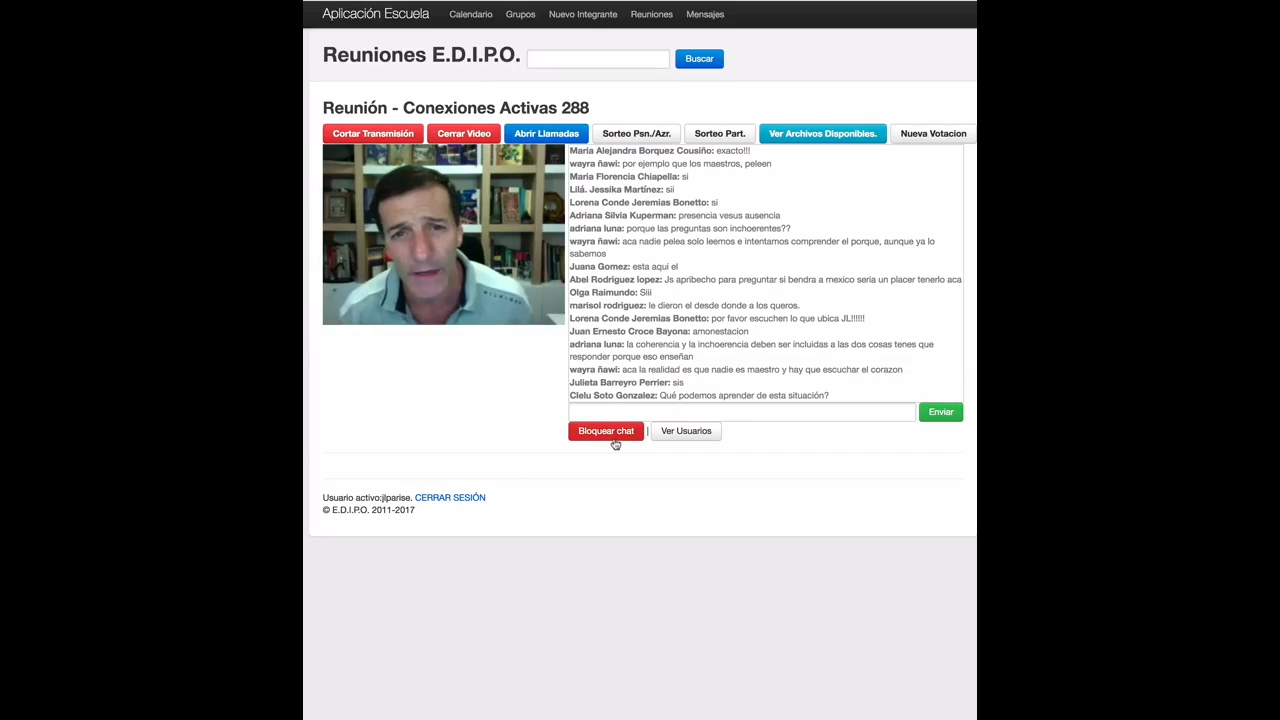 Aplicación Escuela Calendario Grupos Nuevo Integrante Reuniones Mensajes
Reuniones E.D.I.P.O. Buscar
Reunión - Conexiones Activas 288
Cortar Transmisión Cerrar Video Abrir Llamadas Sorteo Psn./Azr. Sorteo Part. Ver Archivos Disponibles. Nueva Votacion
Maria Alejandra Borquez Cousiño: exacto!!!
wayra ñawi: por ejemplo que los maestros, peleen
Maria Florencia Chiapella: si
Lilá. Jessika Martínez: sii
Lorena Conde Jeremias Bonetto: si
Adriana Silvia Kuperman: presencia vesus ausencia
adriana luna: porque las preguntas son inchoerentes??
wayra ñawi: aca nadie pelea solo leemos e intentamos comprender el porque, aunque ya lo
sabemos
Juana Gomez: esta aqui el
Abel Rodriguez lopez: Js apribecho para preguntar si bendra a mexico seria un placer tenerlo aca
Olga Raimundo: Siii
marisol rodriguez: le dieron el desde donde a los queros.
Lorena Conde Jeremias Bonetto: por favor escuchen lo que ubica JL!!!!!!
Juan Ernesto Croce Bayona: amonestacion
adriana luna: la coherencia y la inchoerencia deben ser incluidas a las dos cosas tenes que
responder porque eso enseñan
wayra ñawi: aca la realidad es que nadie es maestro y hay que escuchar el corazon
Julieta Barreyro Perrier: sis
Clelu Soto Gonzalez: Qué podemos aprender de esta situación?
Enviar
Bloquear chat | Ver Usuarios
Usuario activo:jlparise. CERRAR SESIÓN
© E.D.I.P.O. 2011-2017